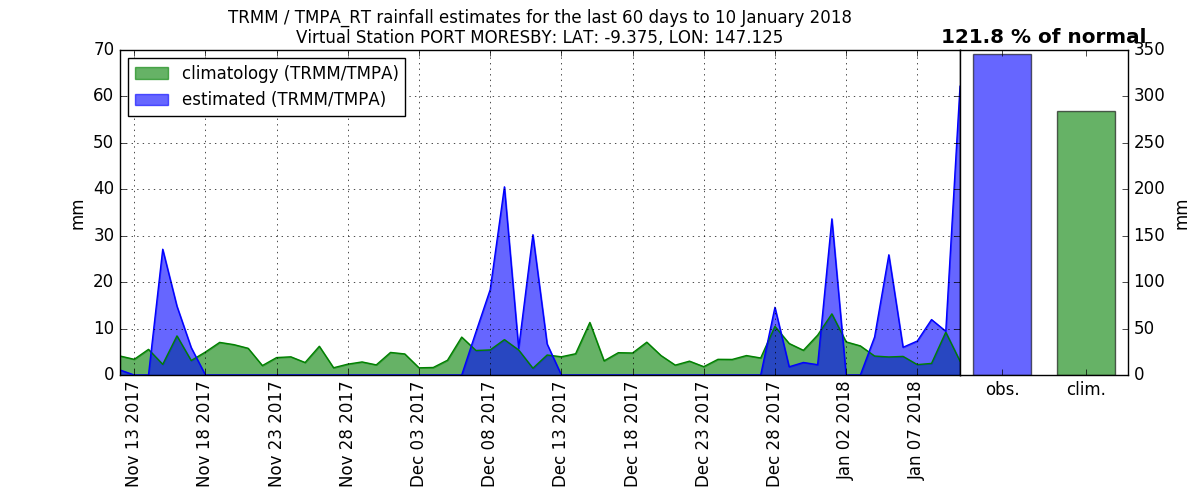 TRMM / TMPA_RT rainfall estimates for the last 60 days to 10 January 2018
Virtual Station PORT MORESBY: LAT: -9.375, LON: 147.125
121.8 % of normal
climatology (TRMM/TMPA)
estimated (TRMM/TMPA)
70
60
50
40
30
20
10
0
mm
Nov 13 2017
Nov 18 2017
Nov 23 2017
Nov 28 2017
Dec 03 2017
Dec 08 2017
Dec 13 2017
Dec 18 2017
Dec 23 2017
Dec 28 2017
Jan 02 2018
Jan 07 2018
350
300
250
200
150
100
50
0
mm
obs.
clim.